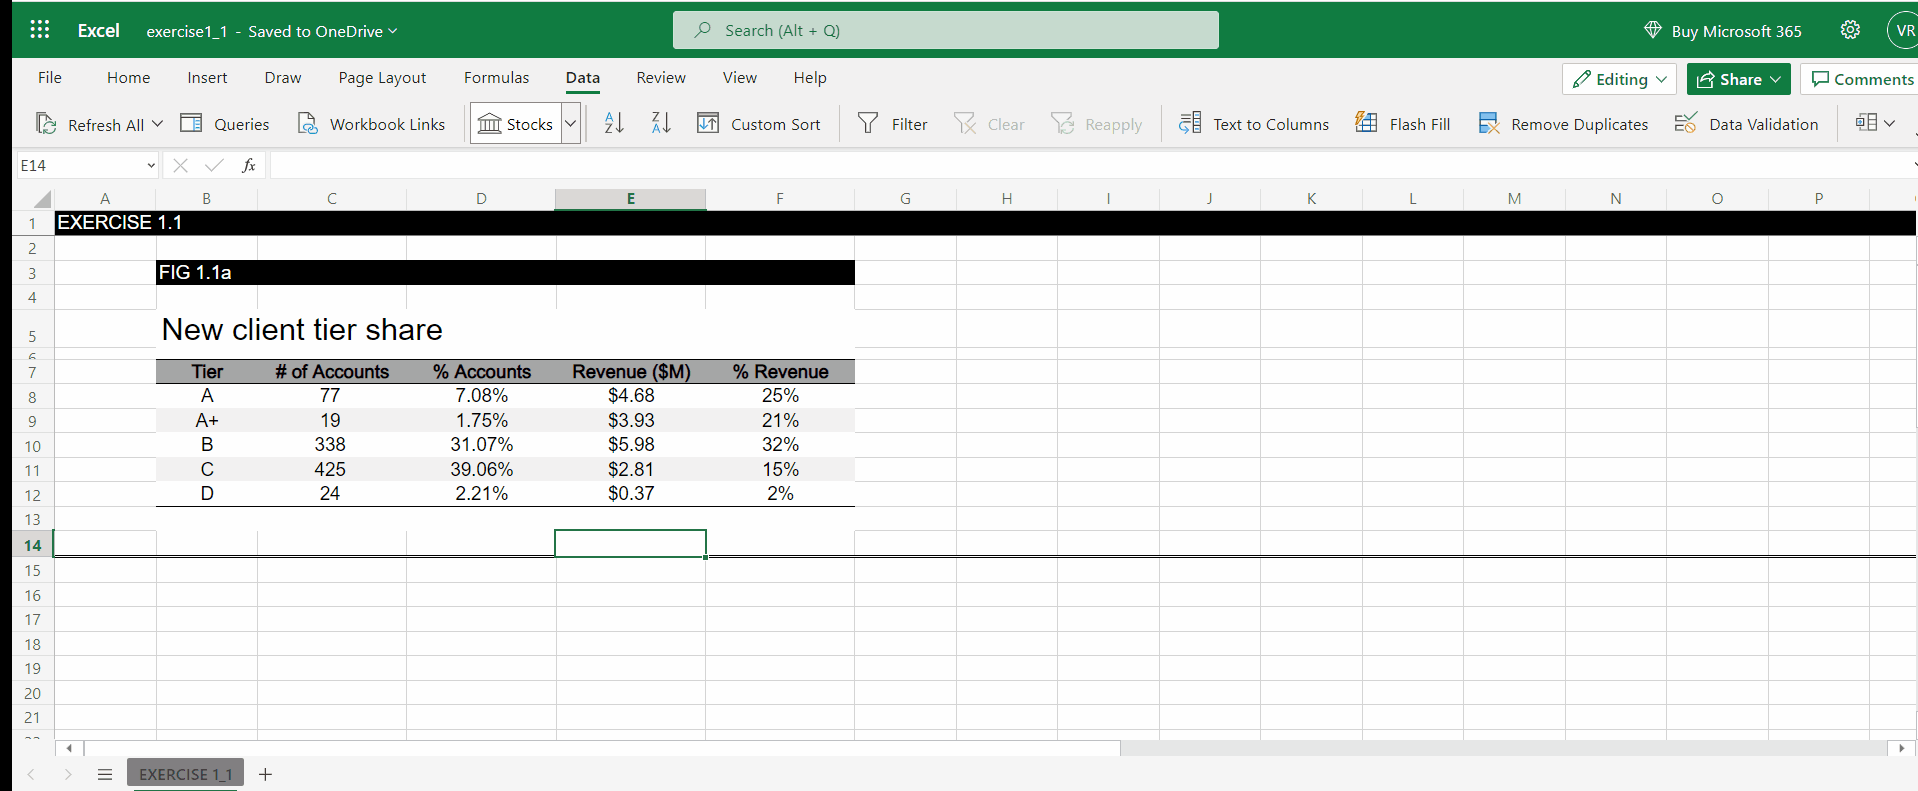 Excel exercise1_1 - Saved to OneDrive Search (Alt + Q) Buy Microsoft 365 VR
File Home Insert Draw Page Layout Formulas Data Review View Help Editing Share Comments
Refresh All Queries Workbook Links Stocks Custom Sort Filter Clear Reapply Text to Columns Flash Fill Remove Duplicates Data Validation
E14 fx
A B C D E F G H I J K L M N O P
1 EXERCISE 1.1
2
3 FIG 1.1a
4
5 New client tier share
6
7 Tier # of Accounts % Accounts Revenue ($M) % Revenue
8 A 77 7.08% $4.68 25%
9 A+ 19 1.75% $3.93 21%
10 B 338 31.07% $5.98 32%
11 C 425 39.06% $2.81 15%
12 D 24 2.21% $0.37 2%
13
14
15
16
17
18
19
20
21
EXERCISE 1_1 +